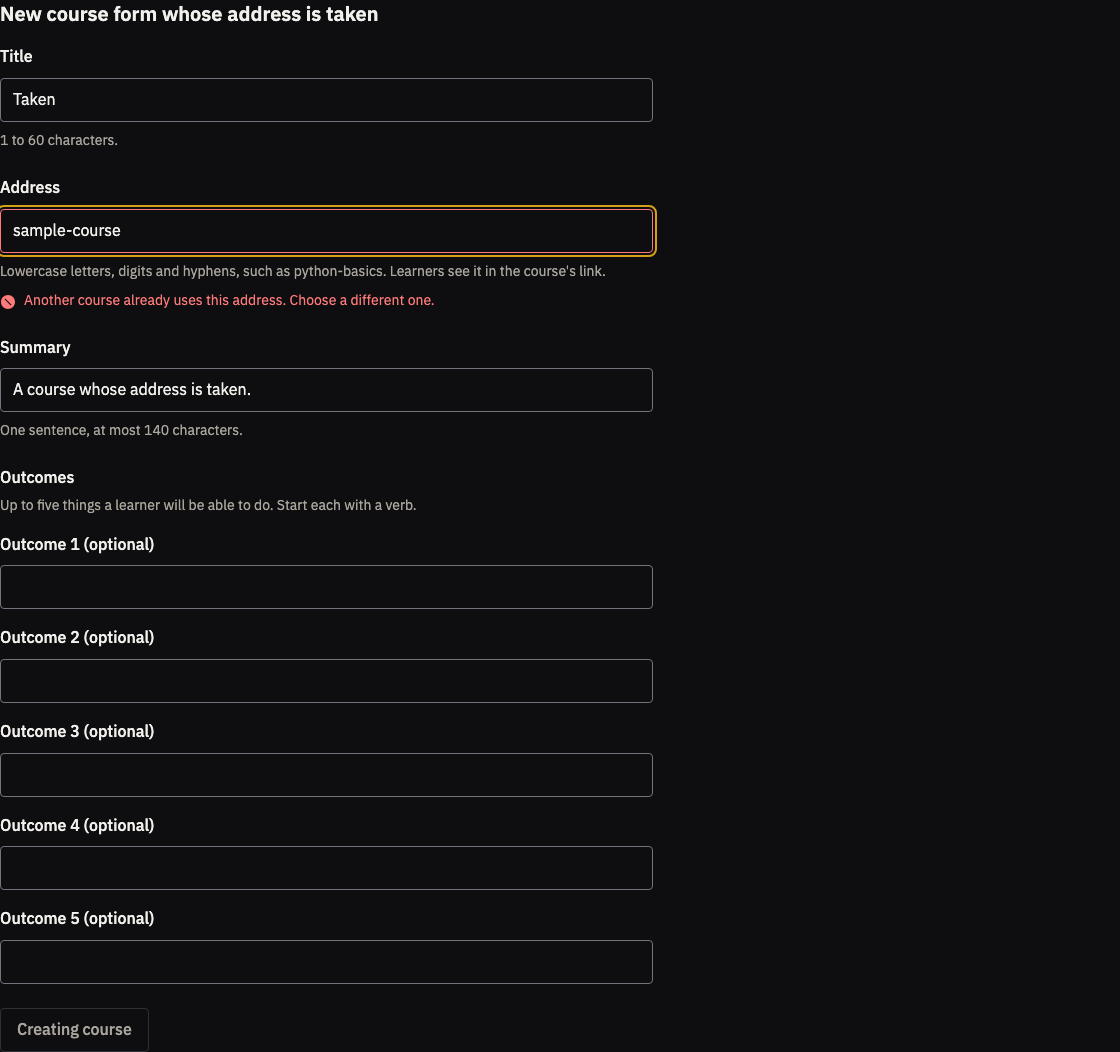 New course form whose address is taken
Title
Taken
1 to 60 characters.
Address
sample-course
Lowercase letters, digits and hyphens, such as python-basics. Learners see it in the course's link.
Another course already uses this address. Choose a different one.
Summary
A course whose address is taken.
One sentence, at most 140 characters.
Outcomes
Up to five things a learner will be able to do. Start each with a verb.
Outcome 1 (optional)
Outcome 2 (optional)
Outcome 3 (optional)
Outcome 4 (optional)
Outcome 5 (optional)
Creating course